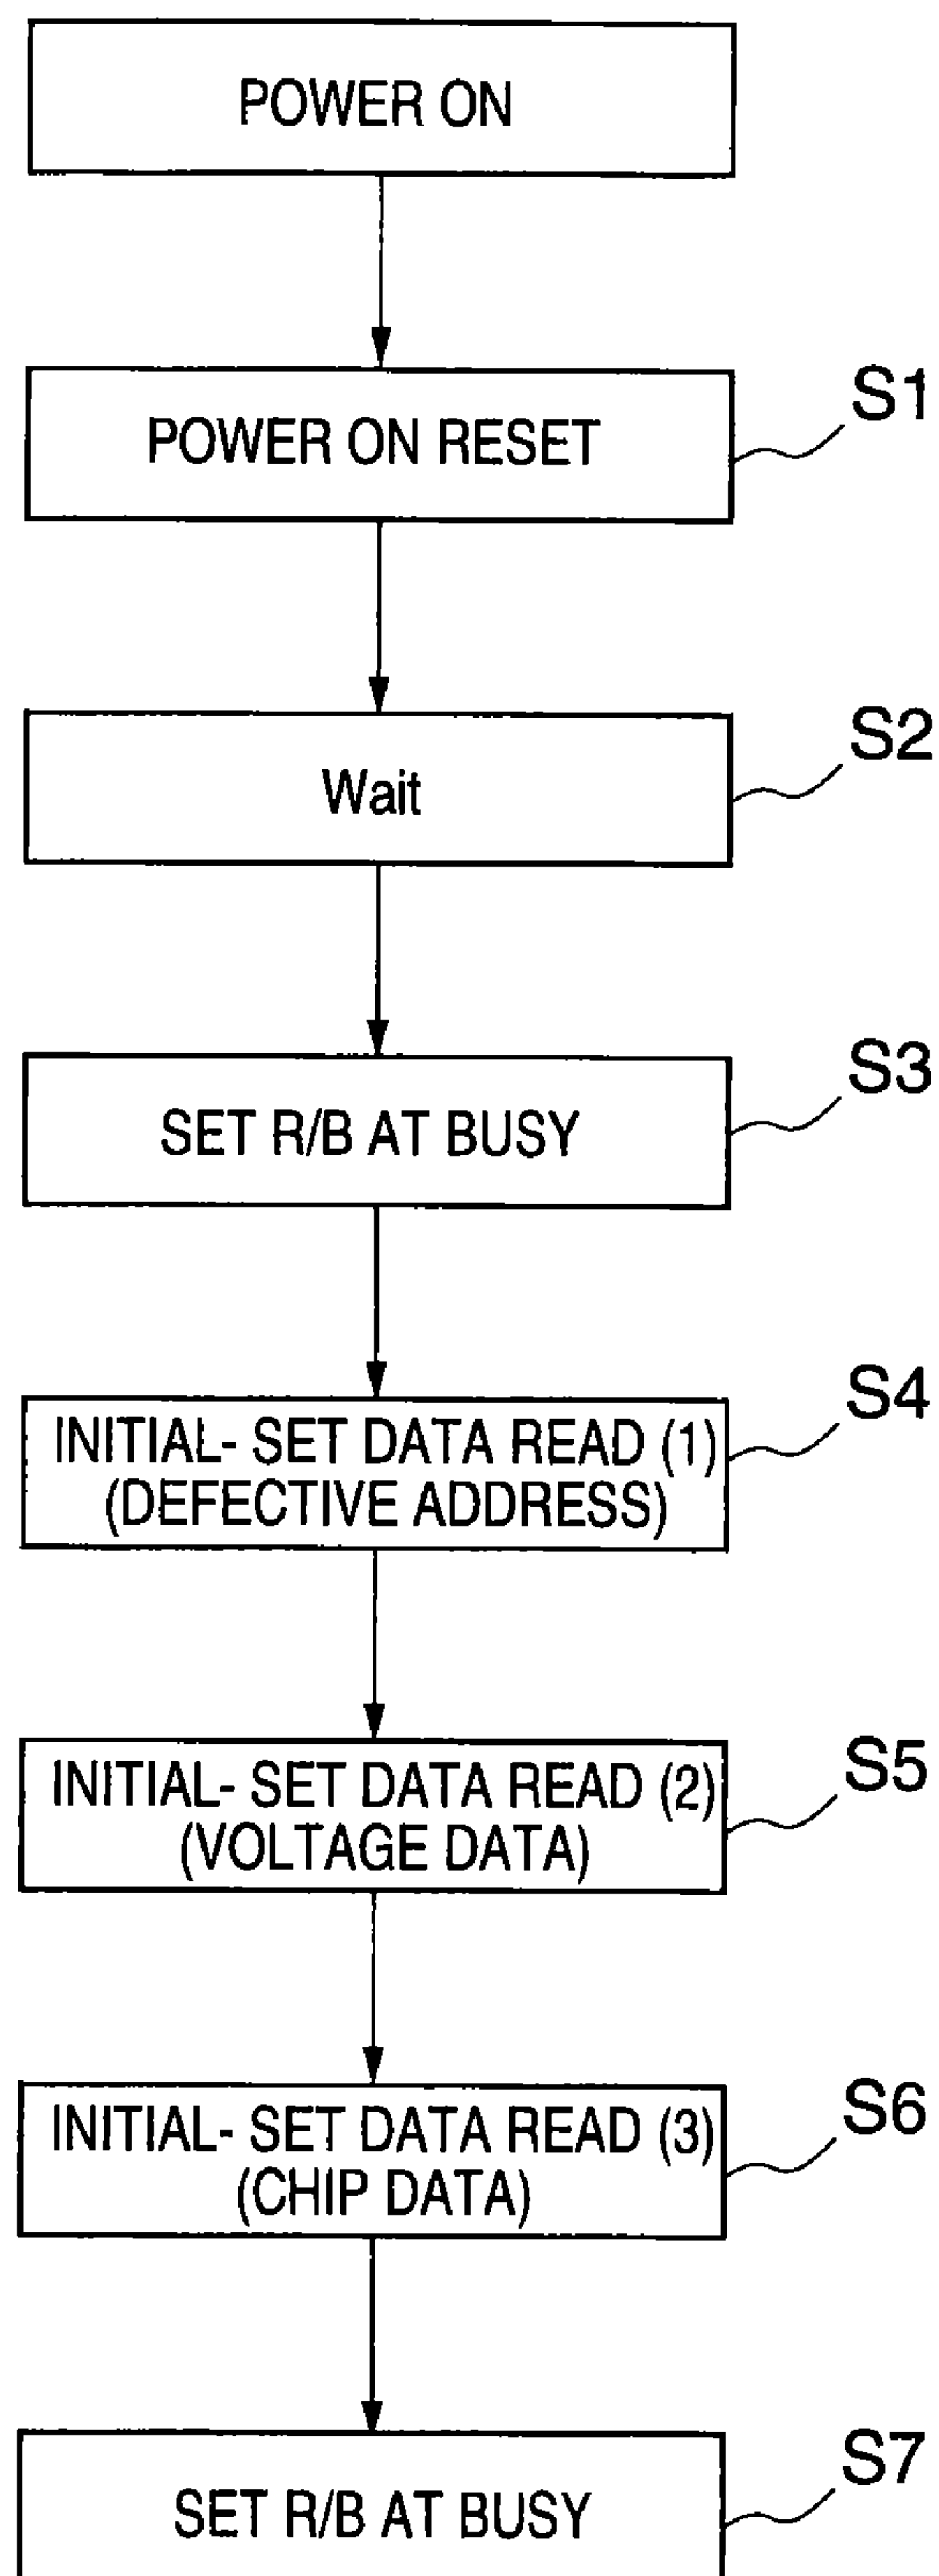 POWER ON
POWER ON RESET
S1
Wait
S2
SET R/B AT BUSY
S3
INITIAL- SET DATA READ (1)
(DEFECTIVE ADDRESS)
S4
INITIAL- SET DATA READ (2)
(VOLTAGE DATA)
S5
INITIAL- SET DATA READ (3)
(CHIP DATA)
S6
SET R/B AT BUSY
S7